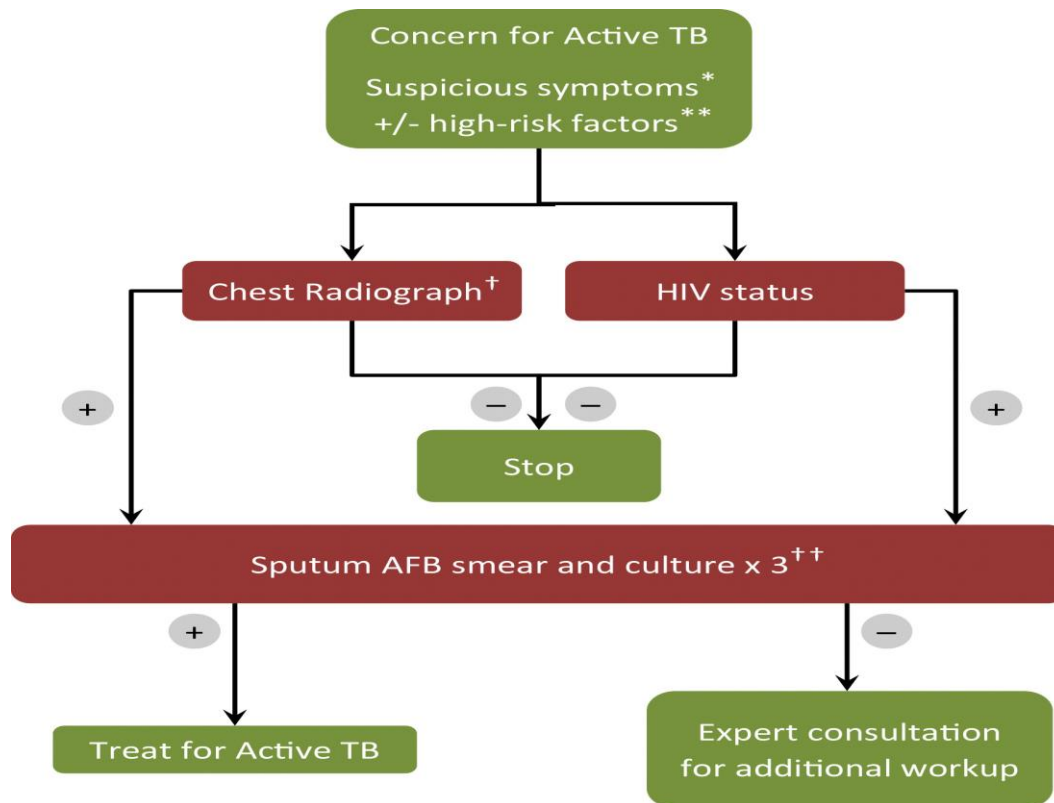 Concern for Active TB
Suspicious symptoms*
+/- high-risk factors**
Chest Radiograph†
HIV status
+
−
−
+
Stop
Sputum AFB smear and culture x 3††
+
−
Treat for Active TB
Expert consultation
for additional workup